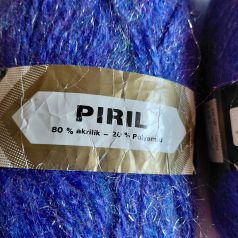 PIRIL
80 % akrilik – 20 % Polyamid